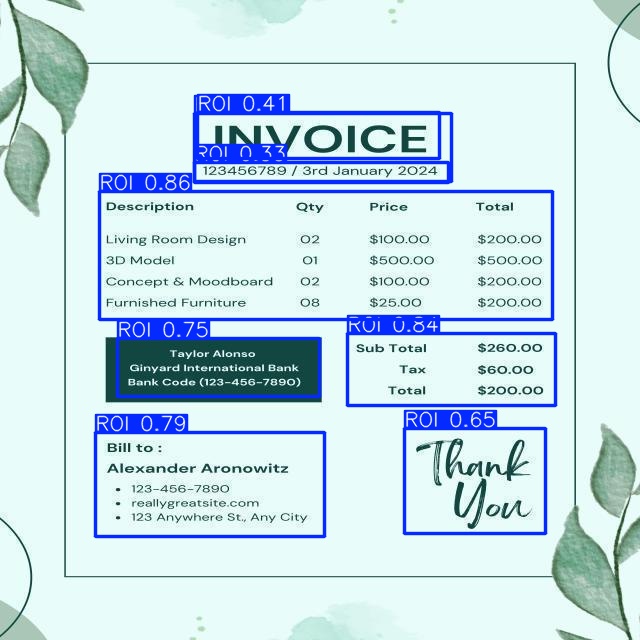 ROI 0.41
INVOICE
ROI 0.33
123456789 / 3rd January 2024
ROI 0.86
Description Qty Price Total
Living Room Design 02 $100.00 $200.00
3D Model 01 $500.00 $500.00
Concept & Moodboard 02 $100.00 $200.00
Furnished Furniture 08 $25.00 $200.00
ROI 0.75
Taylor Alonso
Ginyard International Bank
Bank Code (123-456-7890)
ROI 0.84
Sub Total $260.00
Tax $60.00
Total $200.00
ROI 0.79
Bill to :
Alexander Aronowitz
• 123-456-7890
• reallygreatsite.com
• 123 Anywhere St., Any City
ROI 0.65
Thank
You